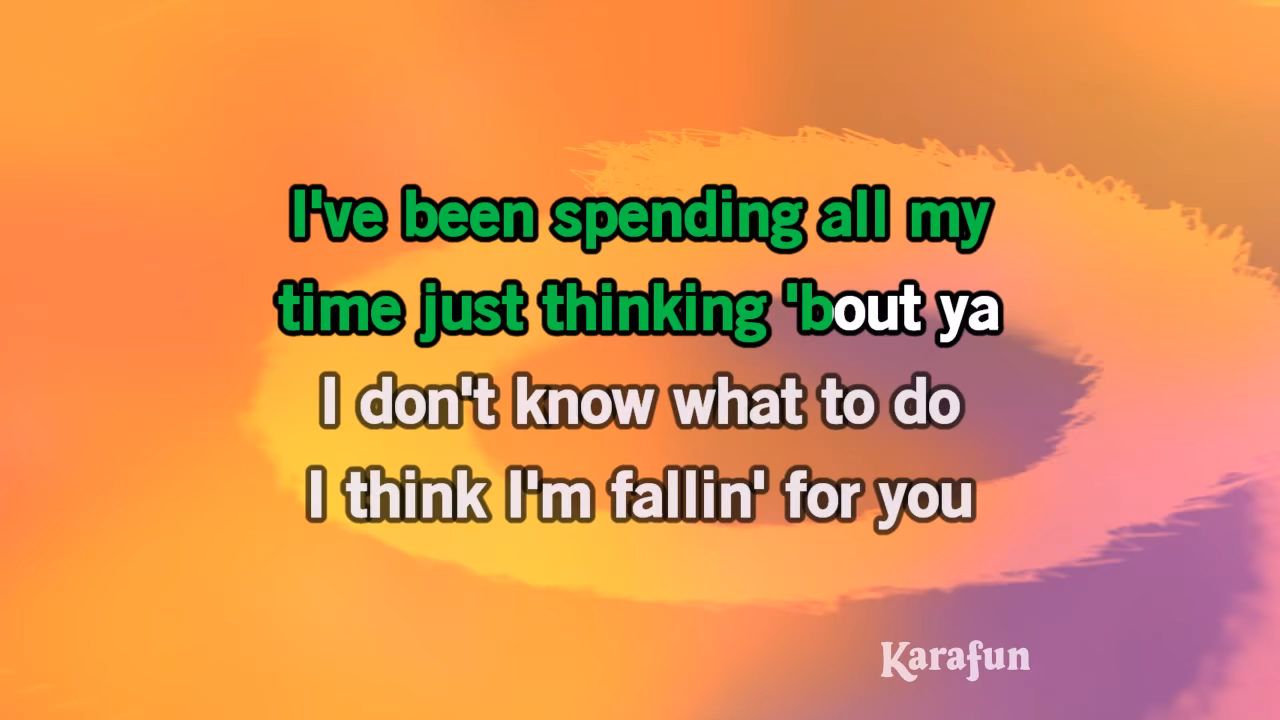 I've been spending all my
time just thinking 'bout ya
I don't know what to do
I think I'm fallin' for you
Karafun